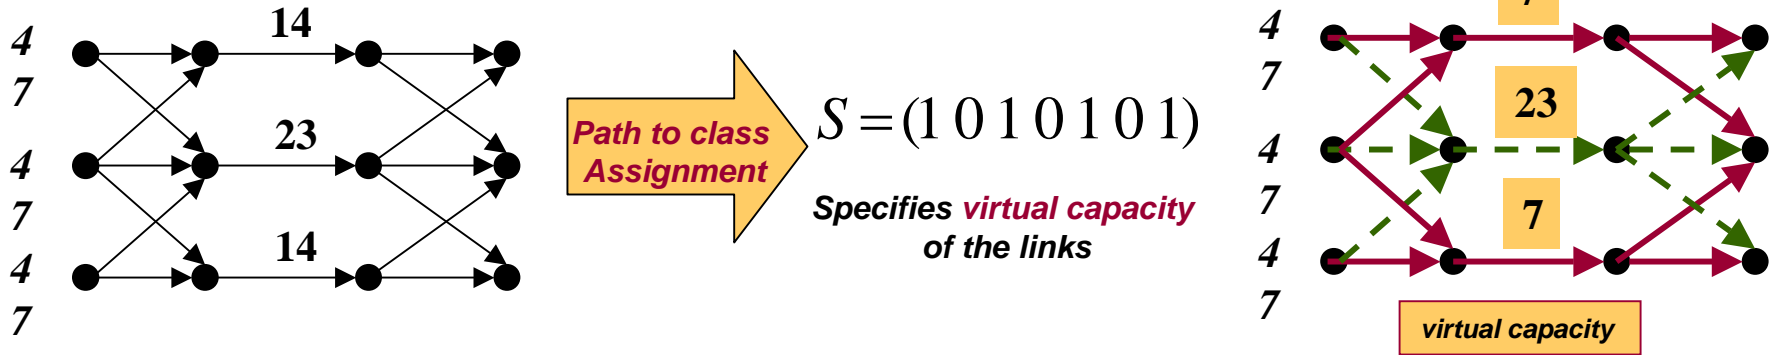 4
7
4
7
4
7
14
23
14
Path to class
Assignment
S = (1 0 1 0 1 0 1)
Specifies virtual capacity
of the links
4
7
4
7
4
7
23
7
virtual capacity